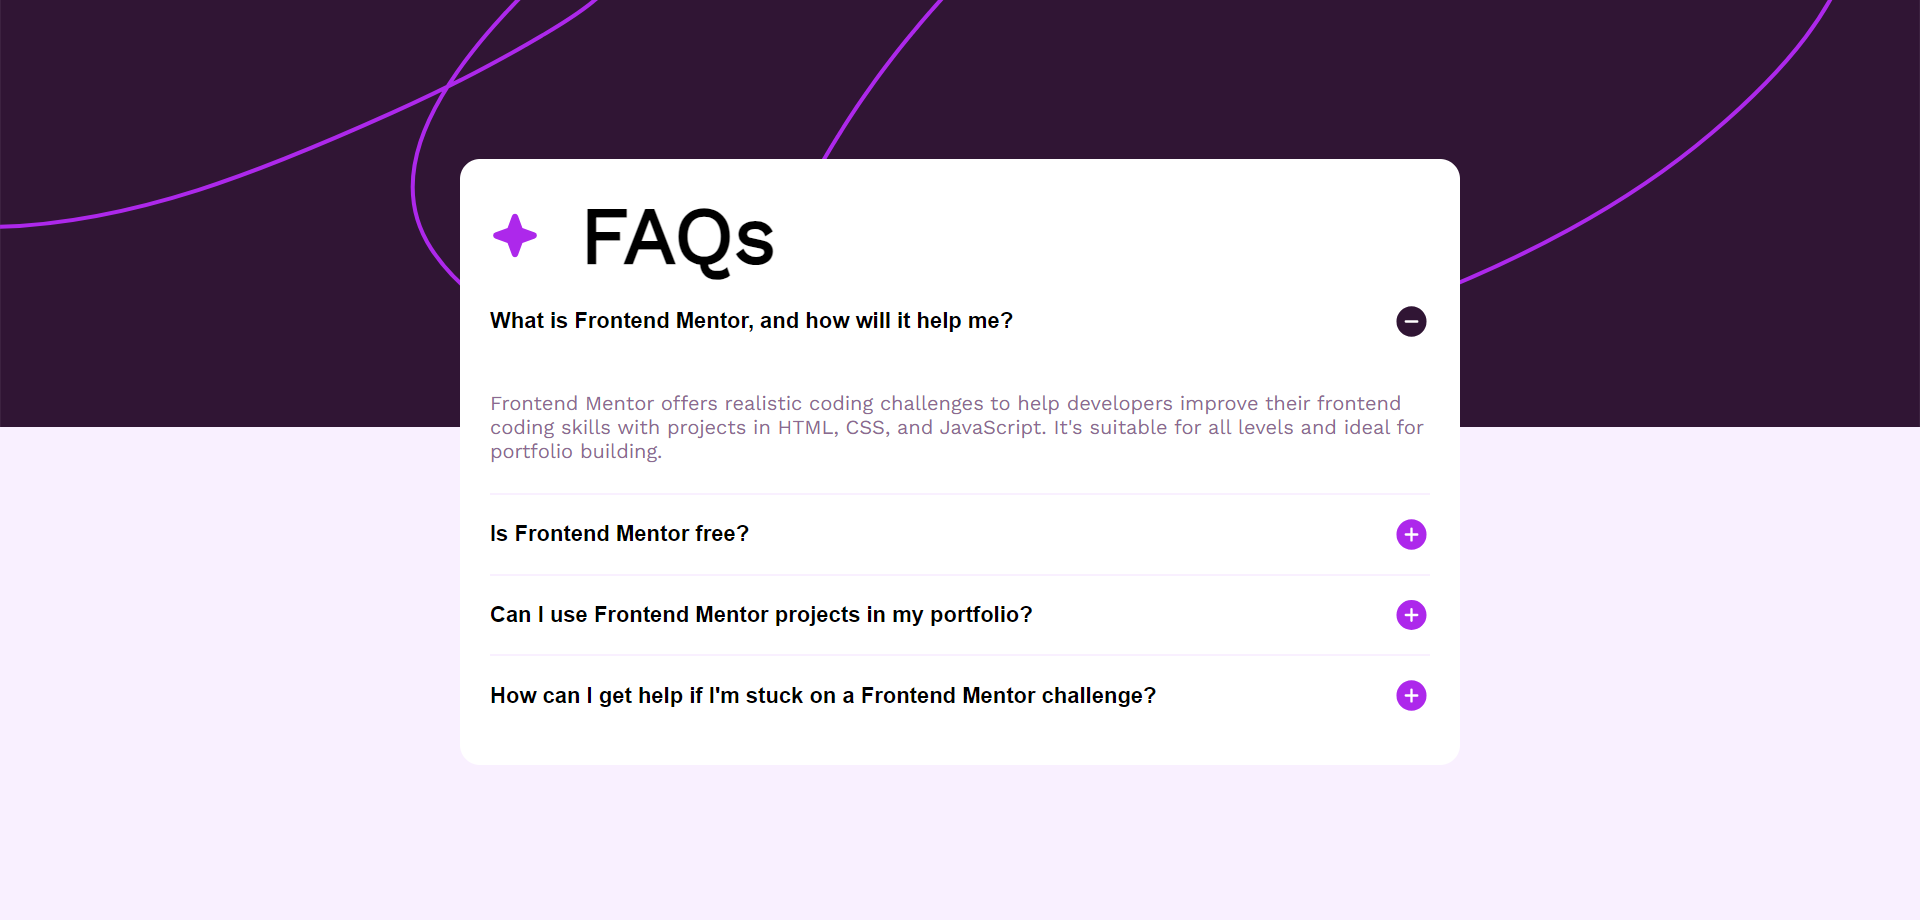 FAQs
What is Frontend Mentor, and how will it help me?
Frontend Mentor offers realistic coding challenges to help developers improve their frontend
coding skills with projects in HTML, CSS, and JavaScript. It's suitable for all levels and ideal for
portfolio building.
Is Frontend Mentor free?
Can I use Frontend Mentor projects in my portfolio?
How can I get help if I'm stuck on a Frontend Mentor challenge?